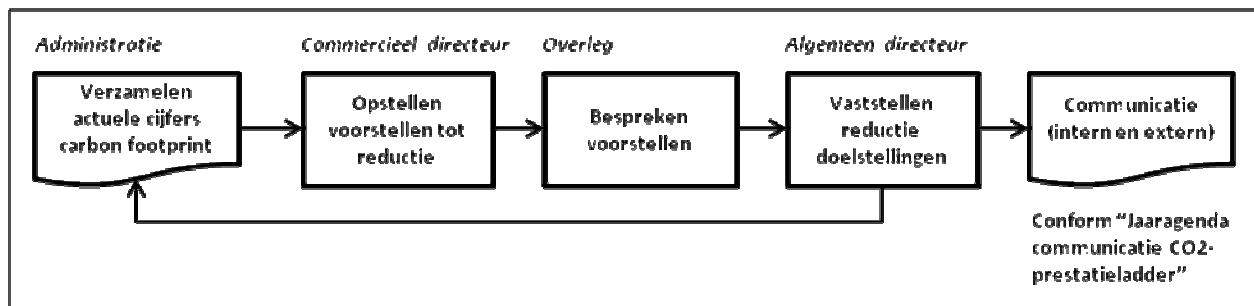 Administratie
Commercieel directeur
Overleg
Algemeen directeur
Verzamelen
actuele cijfers
carbon footprint
Opstellen
voorstellen tot
reductie
Bespreken
voorstellen
Vaststellen
reductie
doelstellingen
Communicatie
(intern en extern)
Conform “Jaaragenda
communicatie CO2-
prestatieladder”